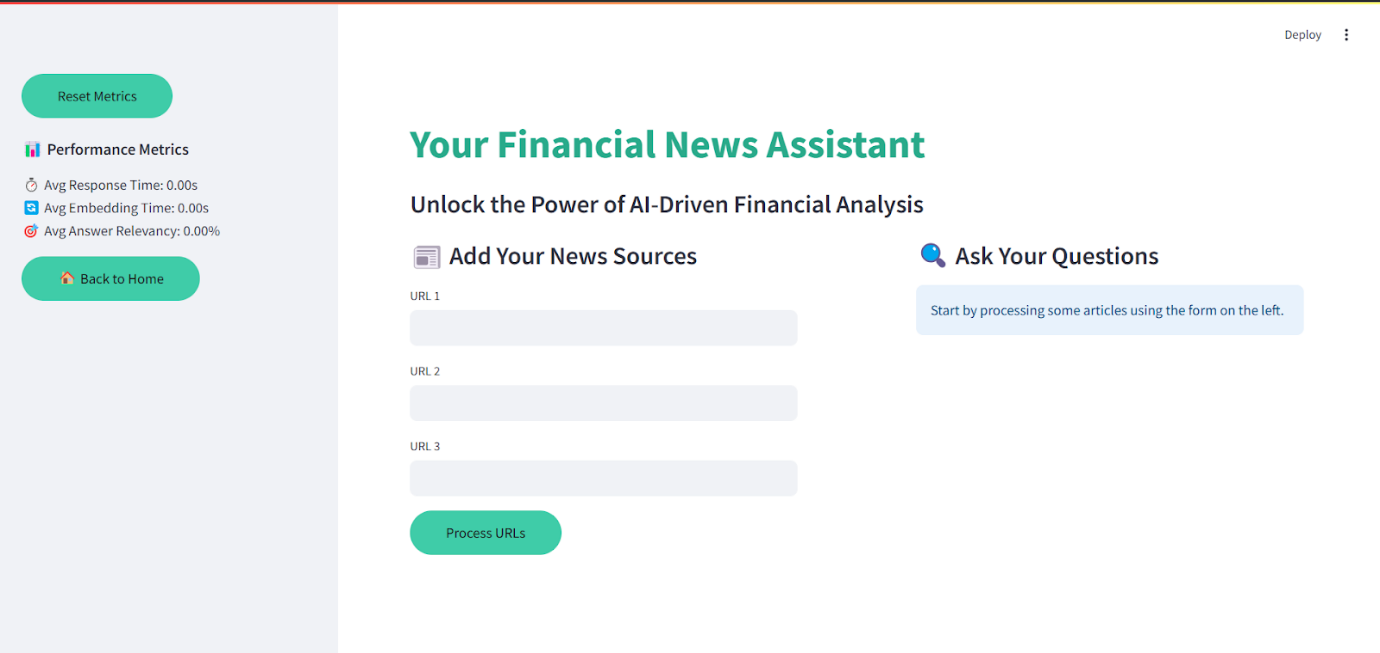 Deploy
Reset Metrics
📊 Performance Metrics
⏱️ Avg Response Time: 0.00s
🔄 Avg Embedding Time: 0.00s
🎯 Avg Answer Relevancy: 0.00%
🏠 Back to Home
Your Financial News Assistant
Unlock the Power of AI-Driven Financial Analysis
📰 Add Your News Sources
URL 1
URL 2
URL 3
Process URLs
🔍 Ask Your Questions
Start by processing some articles using the form on the left.